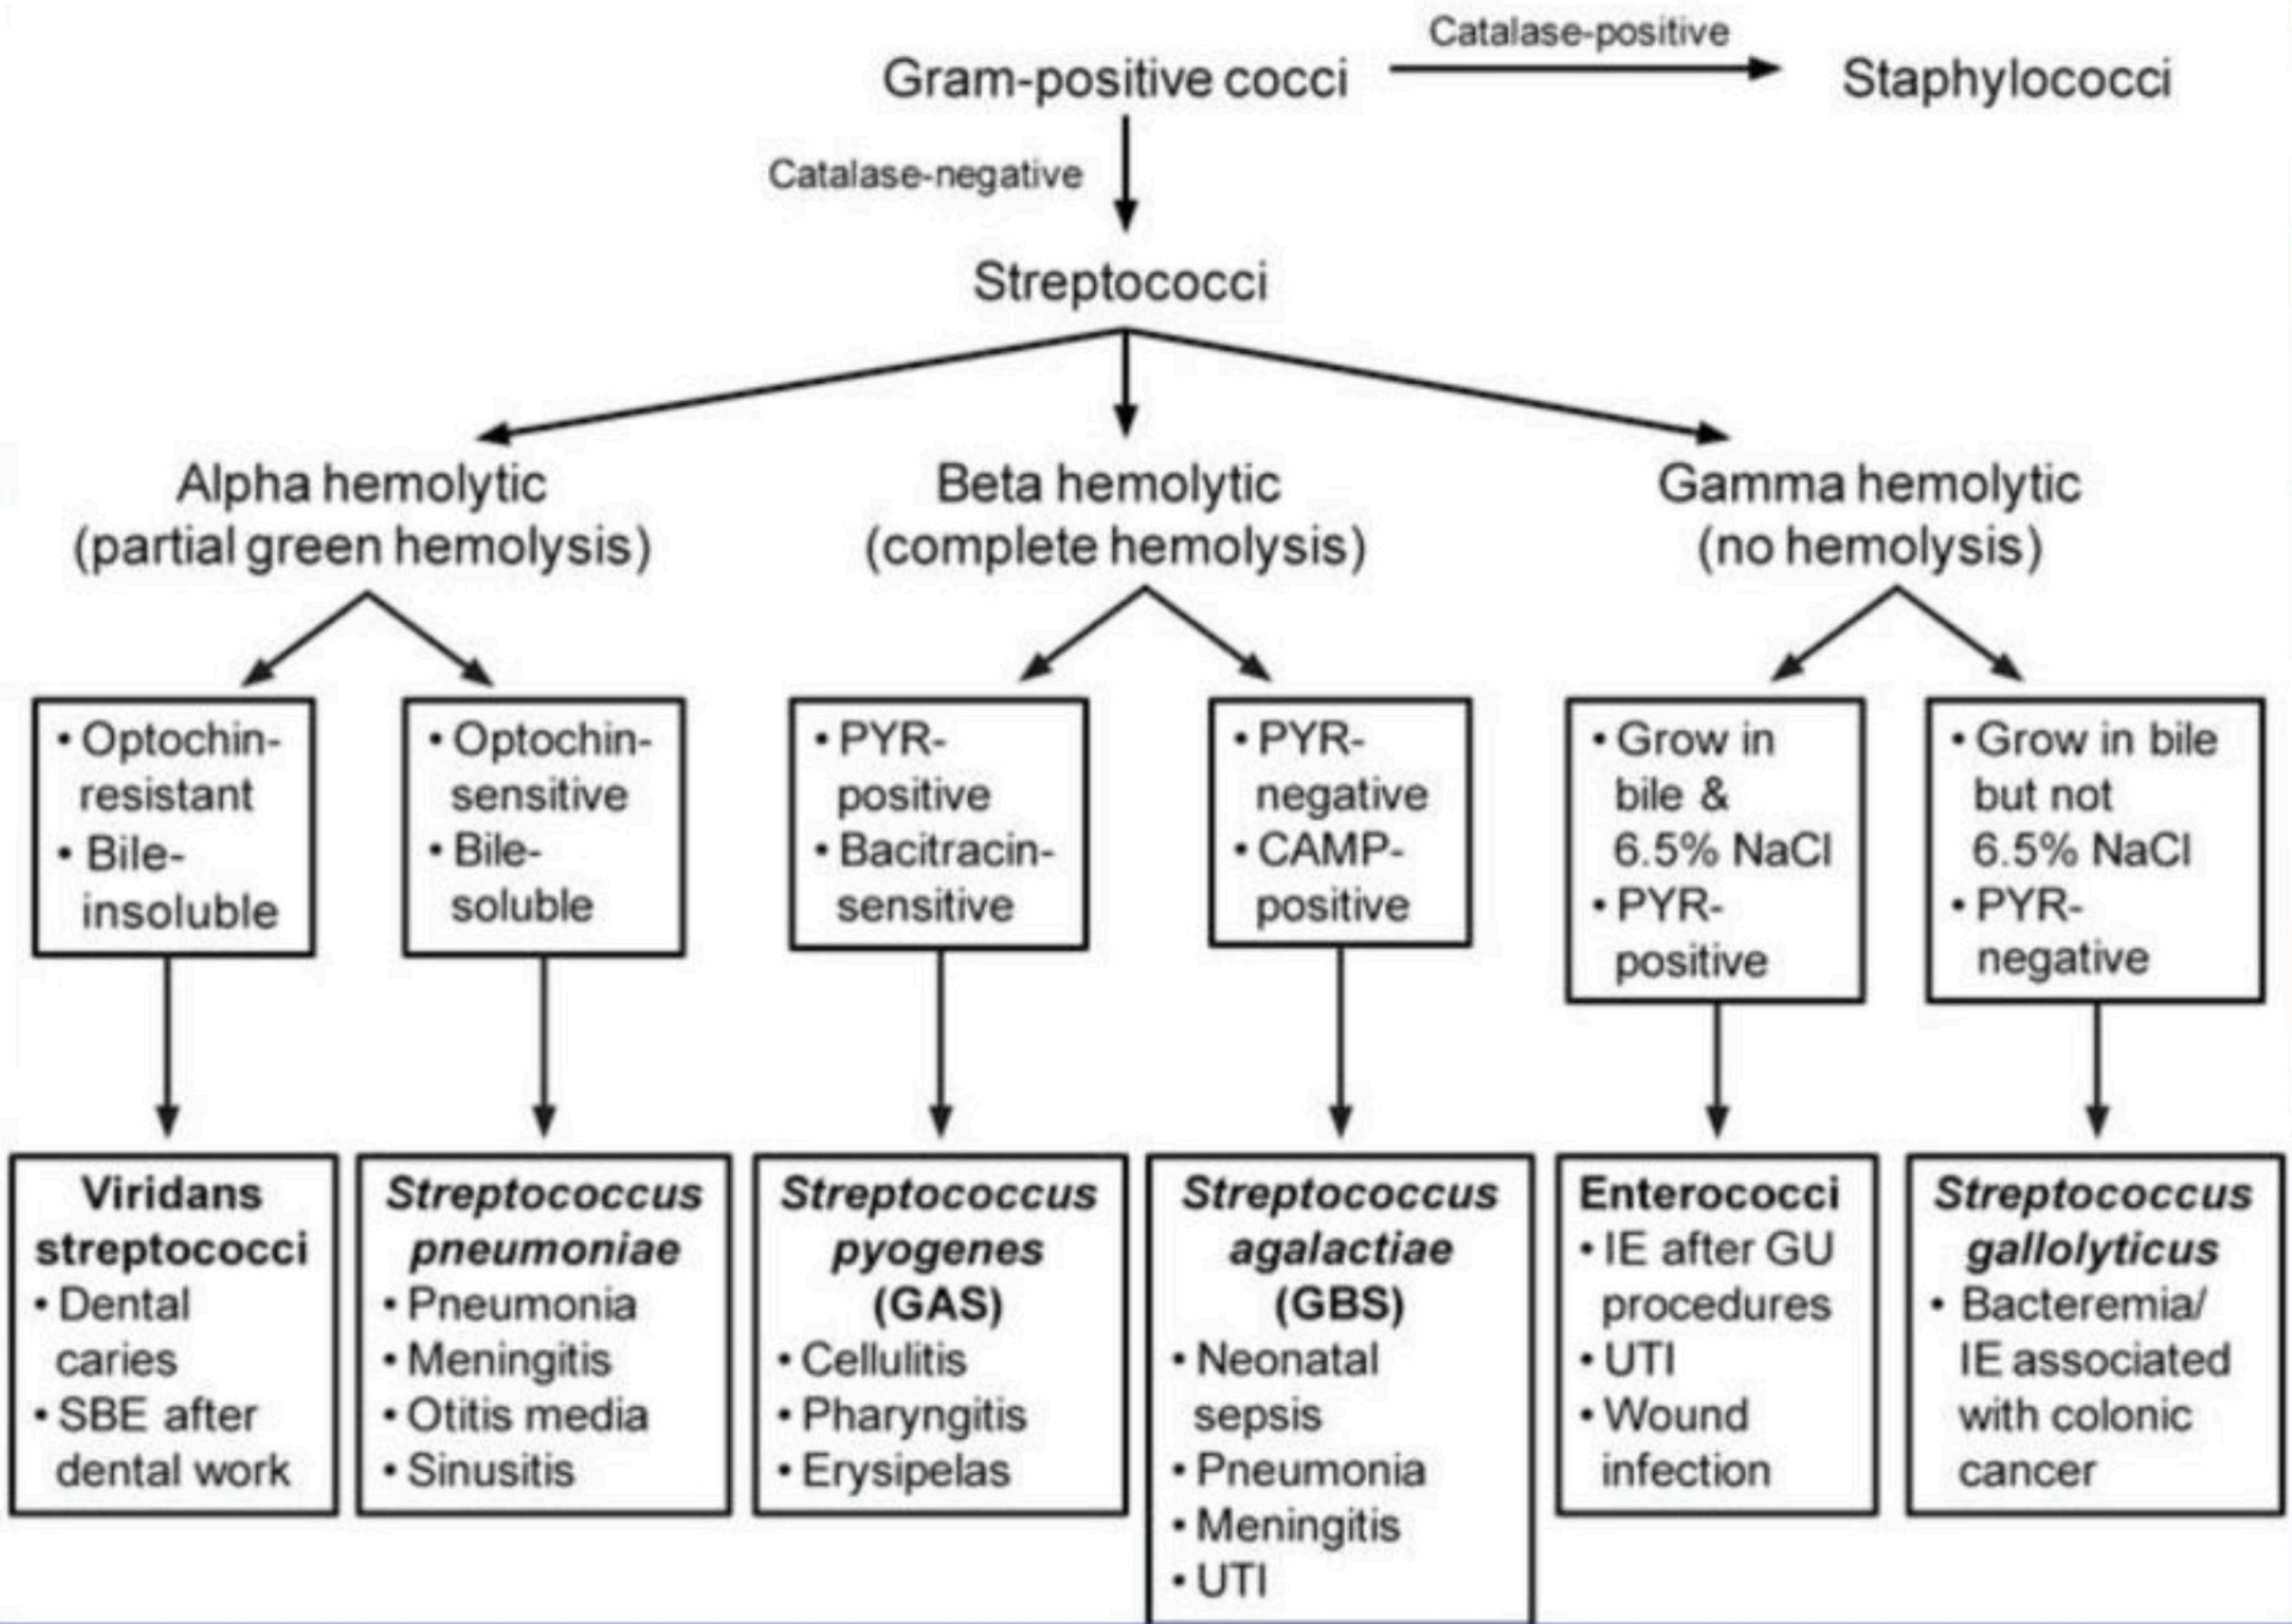 Catalase-positive
Gram-positive cocci
Staphylococci
Catalase-negative
Streptococci
Alpha hemolytic
(partial green hemolysis)
Beta hemolytic
(complete hemolysis)
Gamma hemolytic
(no hemolysis)
• Optochin-
resistant
• Bile-
insoluble
• Optochin-
sensitive
• Bile-
soluble
• PYR-
positive
• Bacitracin-
sensitive
• PYR-
negative
• CAMP-
positive
• Grow in
bile &
6.5% NaCl
• PYR-
positive
• Grow in bile
but not
6.5% NaCl
• PYR-
negative
Viridans
streptococci
• Dental
caries
• SBE after
dental work
Streptococcus
pneumoniae
• Pneumonia
• Meningitis
• Otitis media
• Sinusitis
Streptococcus
pyogenes
(GAS)
• Cellulitis
• Pharyngitis
• Erysipelas
Streptococcus
agalactiae
(GBS)
• Neonatal
sepsis
• Pneumonia
• Meningitis
• UTI
Enterococci
• IE after GU
procedures
• UTI
• Wound
infection
Streptococcus
gallolyticus
• Bacteremia/
IE associated
with colonic
cancer